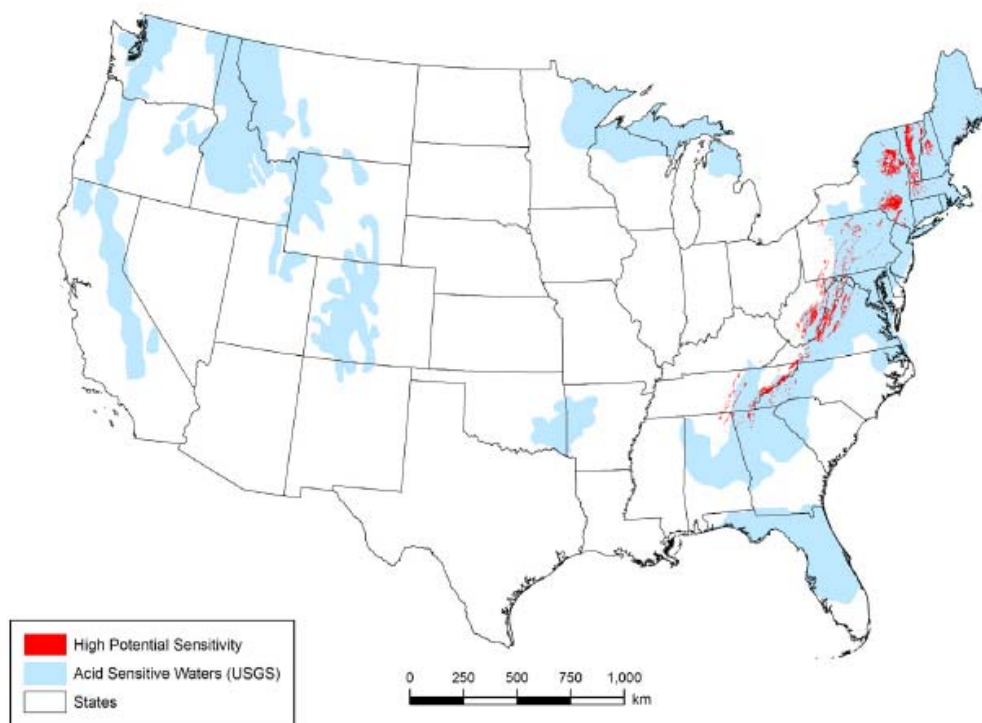 High Potential Sensitivity
Acid Sensitive Waters (USGS)
States
0 250 500 750 1,000
km